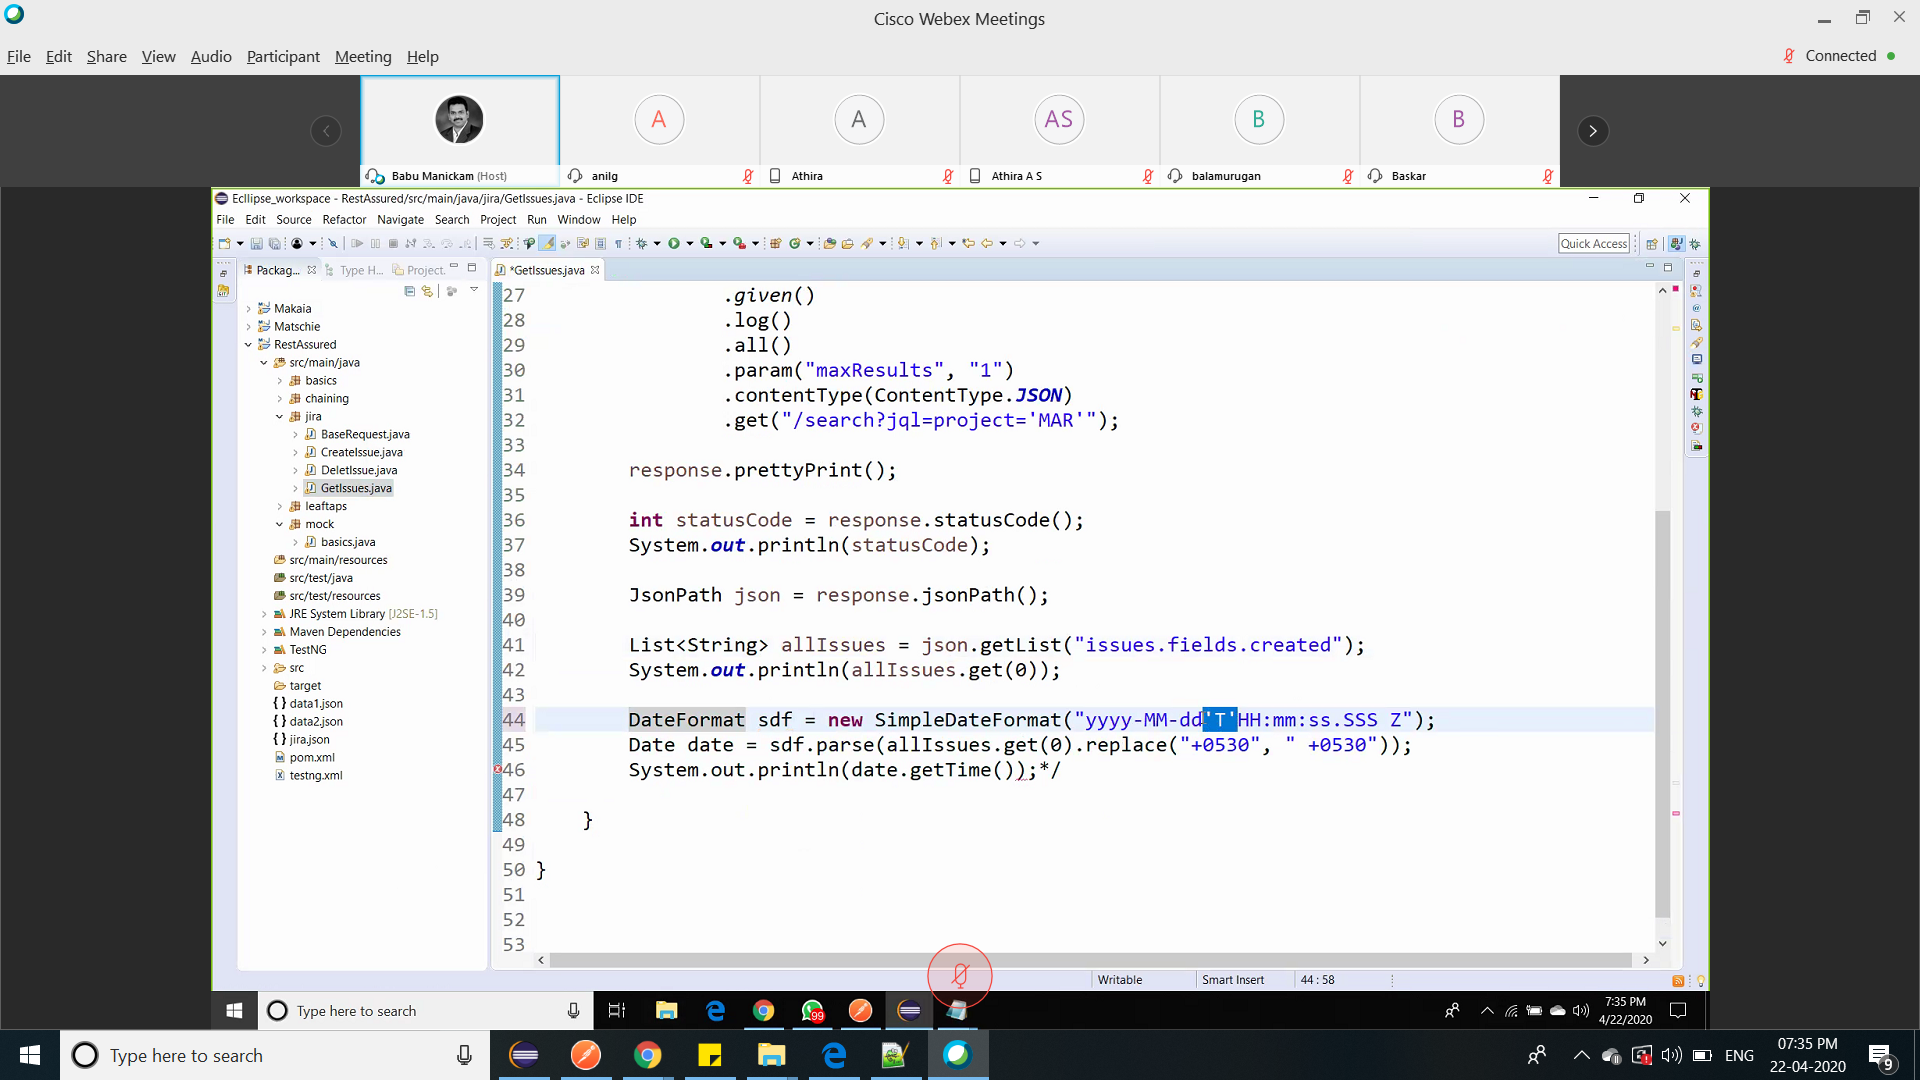 Cisco Webex Meetings
File Edit Share View Audio Participant Meeting Help
Connected
A A AS B B
Babu Manickam (Host) anilg Athira Athira A S balamurugan Baskar
Ecllipse_workspace - RestAssured/src/main/java/jira/GetIssues.java - Eclipse IDE
File Edit Source Refactor Navigate Search Project Run Window Help
Quick Access
Packag... Type H... Project.
*GetIssues.java
Makaia
Matschie
RestAssured
src/main/java
basics
chaining
jira
BaseRequest.java
CreateIssue.java
DeletIssue.java
GetIssues.java
leaftaps
mock
basics.java
src/main/resources
src/test/java
src/test/resources
JRE System Library [J2SE-1.5]
Maven Dependencies
TestNG
src
target
data1.json
data2.json
jira.json
pom.xml
testng.xml
27 .given()
28 .log()
29 .all()
30 .param("maxResults", "1")
31 .contentType(ContentType.JSON)
32 .get("/search?jql=project='MAR'");
33
34 response.prettyPrint();
35
36 int statusCode = response.statusCode();
37 System.out.println(statusCode);
38
39 JsonPath json = response.jsonPath();
40
41 List<String> allIssues = json.getList("issues.fields.created");
42 System.out.println(allIssues.get(0));
43
44 DateFormat sdf = new SimpleDateFormat("yyyy-MM-dd'T'HH:mm:ss.SSS Z");
45 Date date = sdf.parse(allIssues.get(0).replace("+0530", " +0530"));
46 System.out.println(date.getTime());*/
47
48 }
49
50 }
51
52
53
Writable Smart Insert 44 : 58
Type here to search
99
7:35 PM
4/22/2020
Type here to search
ENG
07:35 PM
22-04-2020
9